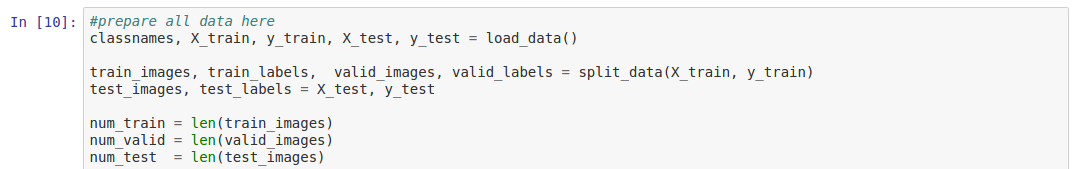 In [10]: #prepare all data here
classnames, X_train, y_train, X_test, y_test = load_data()
train_images, train_labels,  valid_images, valid_labels = split_data(X_train, y_train)
test_images, test_labels = X_test, y_test
num_train = len(train_images)
num_valid = len(valid_images)
num_test  = len(test_images)